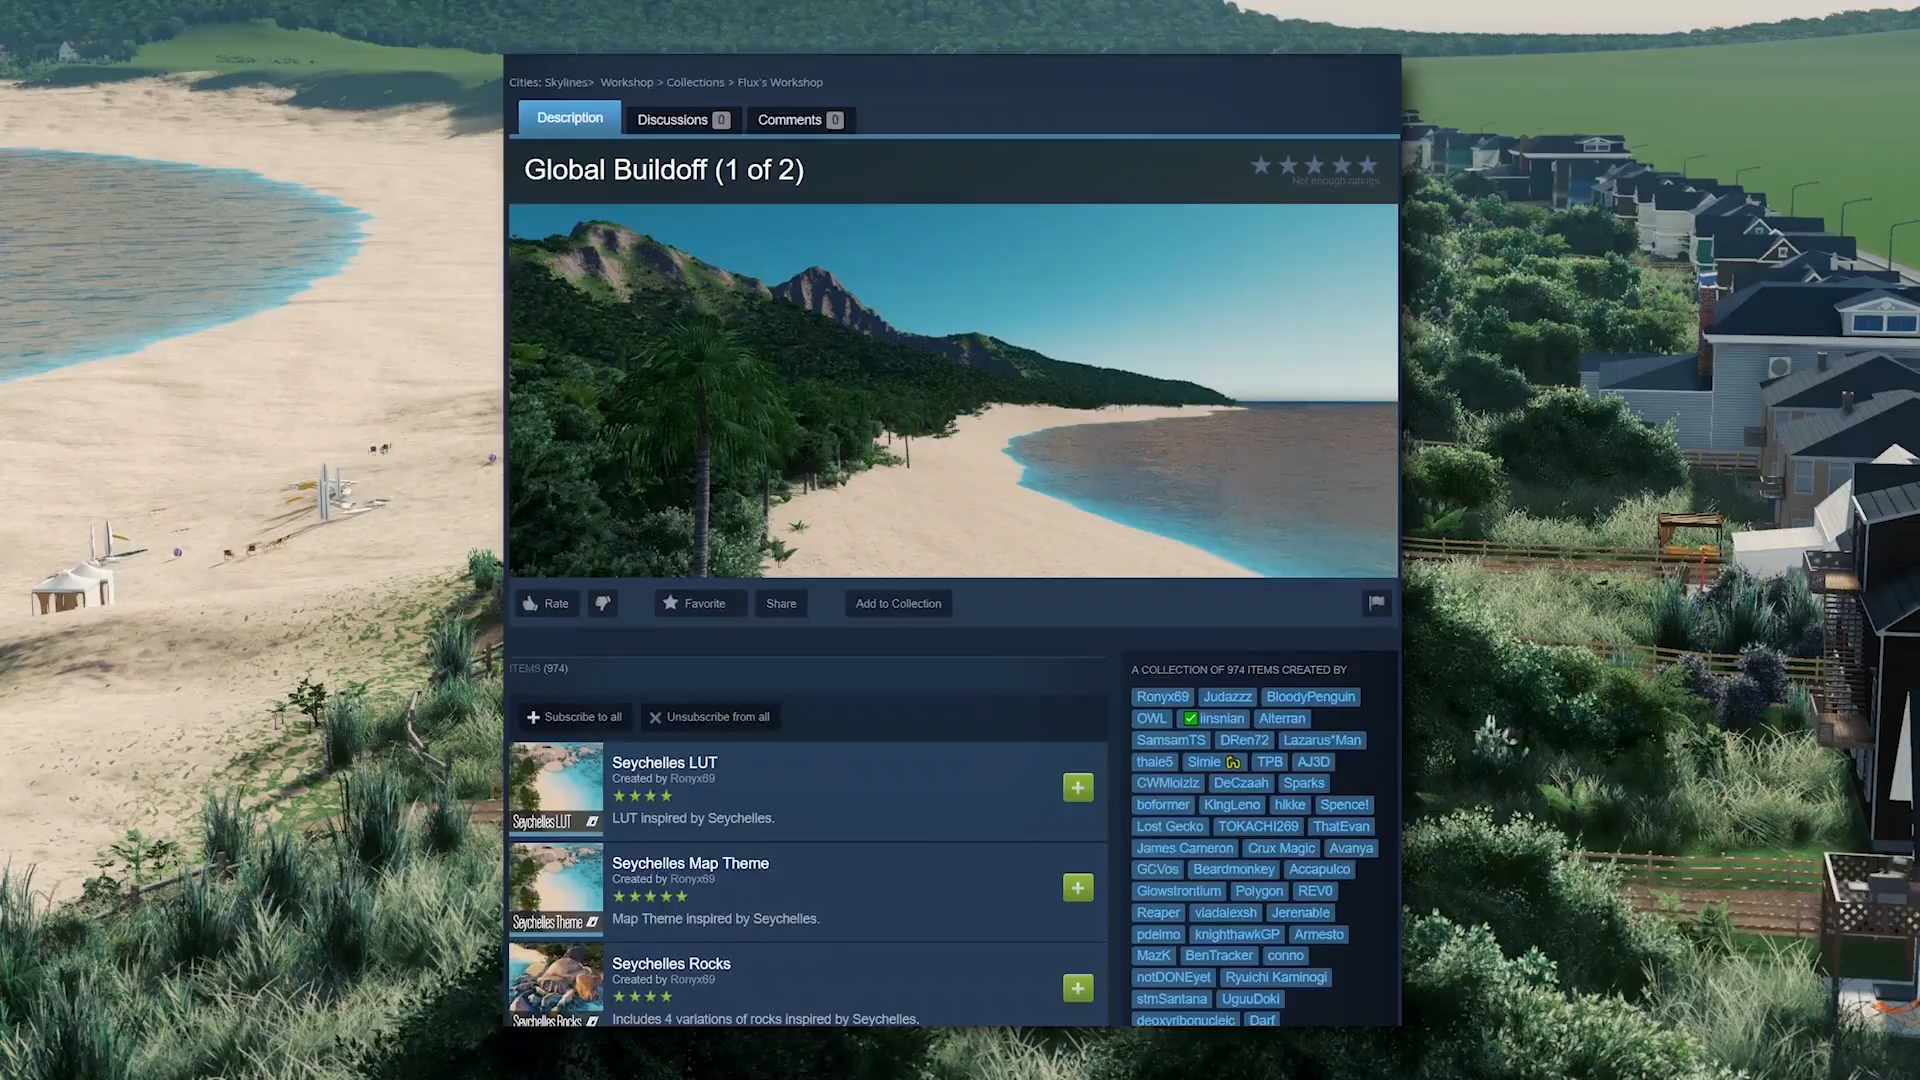 Cities: Skylines> Workshop > Collections > Flux's Workshop
Description Discussions 0 Comments 0
Global Buildoff (1 of 2)
Not enough ratings
Rate Favorite Share Add to Collection
ITEMS (974)
Subscribe to all Unsubscribe from all
Seychelles LUT
Created by Ronyx69
LUT inspired by Seychelles.
Seychelles LUT
Seychelles Map Theme
Created by Ronyx69
Map Theme inspired by Seychelles.
Seychelles Theme
Seychelles Rocks
Created by Ronyx69
Includes 4 variations of rocks inspired by Seychelles.
Seychelles Rocks
A COLLECTION OF 974 ITEMS CREATED BY
Ronyx69 Judazzz BloodyPenguin
OWL Iinsnlan Alterran
SamsamTS DRen72 Lazarus*Man
thale5 Simie TPB AJ3D
CWMlolzlz DeCzaah Sparks
boformer KingLeno hikke Spence!
Lost Gecko TOKACHI269 ThatEvan
James Cameron Crux Magic Avanya
GCVos Beardmonkey Accapulco
Glowstrontium Polygon REV0
Reaper vladalexsh Jerenable
pdelmo knighthawkGP Armesto
MazK BenTracker conno
notDONEyet Ryuichi Kaminogi
stmSantana UguuDoki
deoxyribonucleic Darf